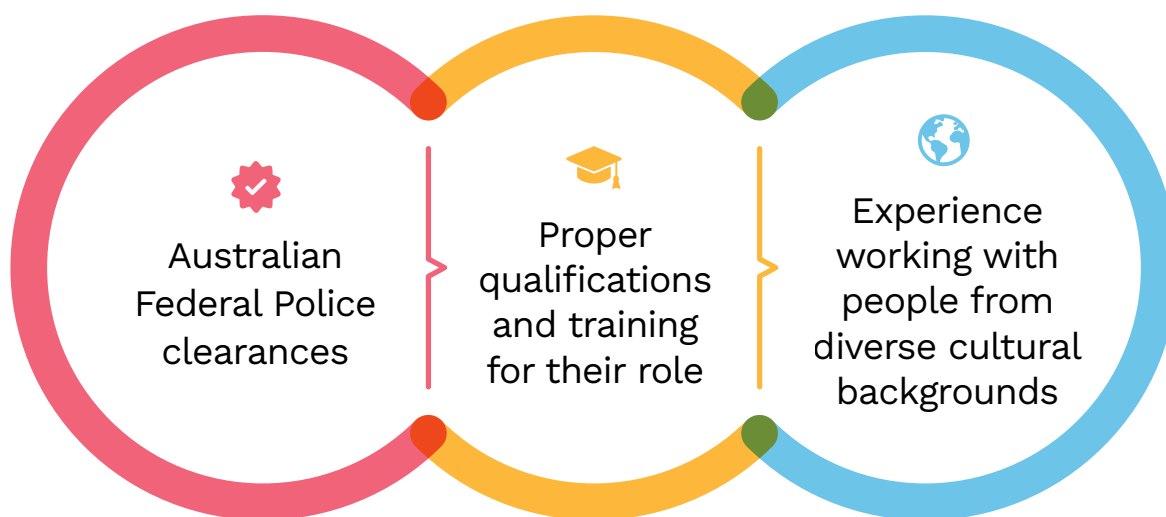 Australian
Federal Police
clearances
Proper
qualifications
and training
for their role
Experience
working with
people from
diverse cultural
backgrounds